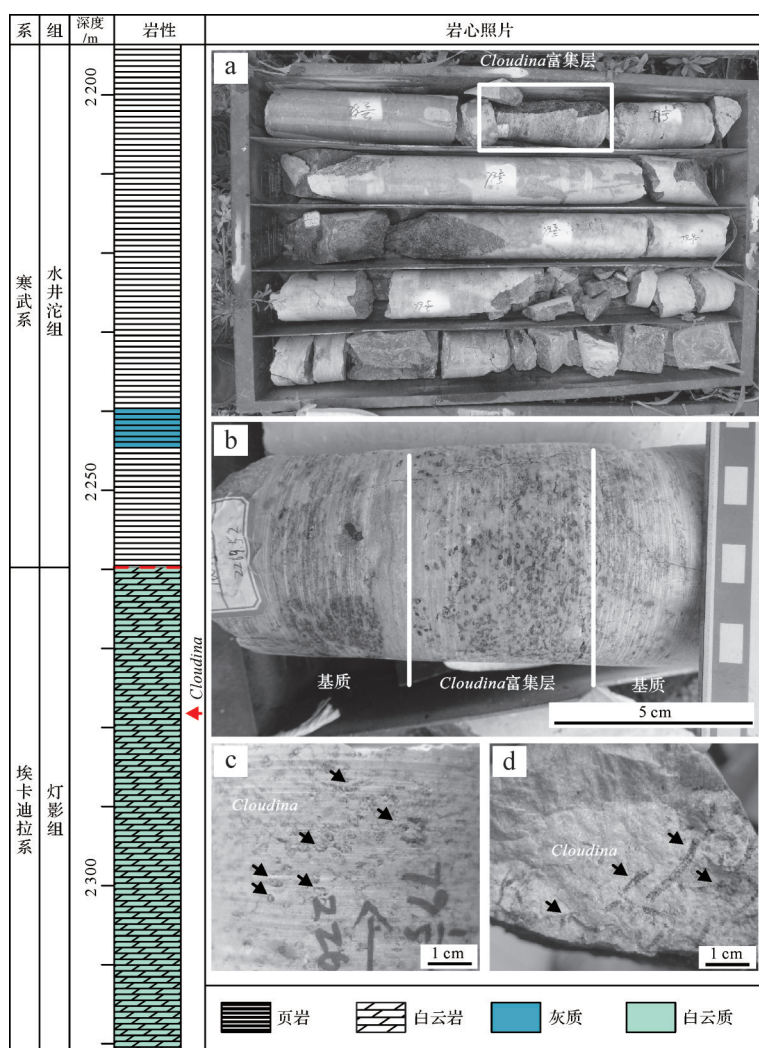 系 组 深度/m 岩性 岩心照片
a Cloudina富集层
2 200
寒武系
水井沱组
2 250
b
基质 Cloudina富集层 基质
5 cm
Cloudina
埃卡迪拉系
灯影组
2 300
c
Cloudina
1 cm
d
Cloudina
1 cm
页岩 白云岩 灰质 白云质